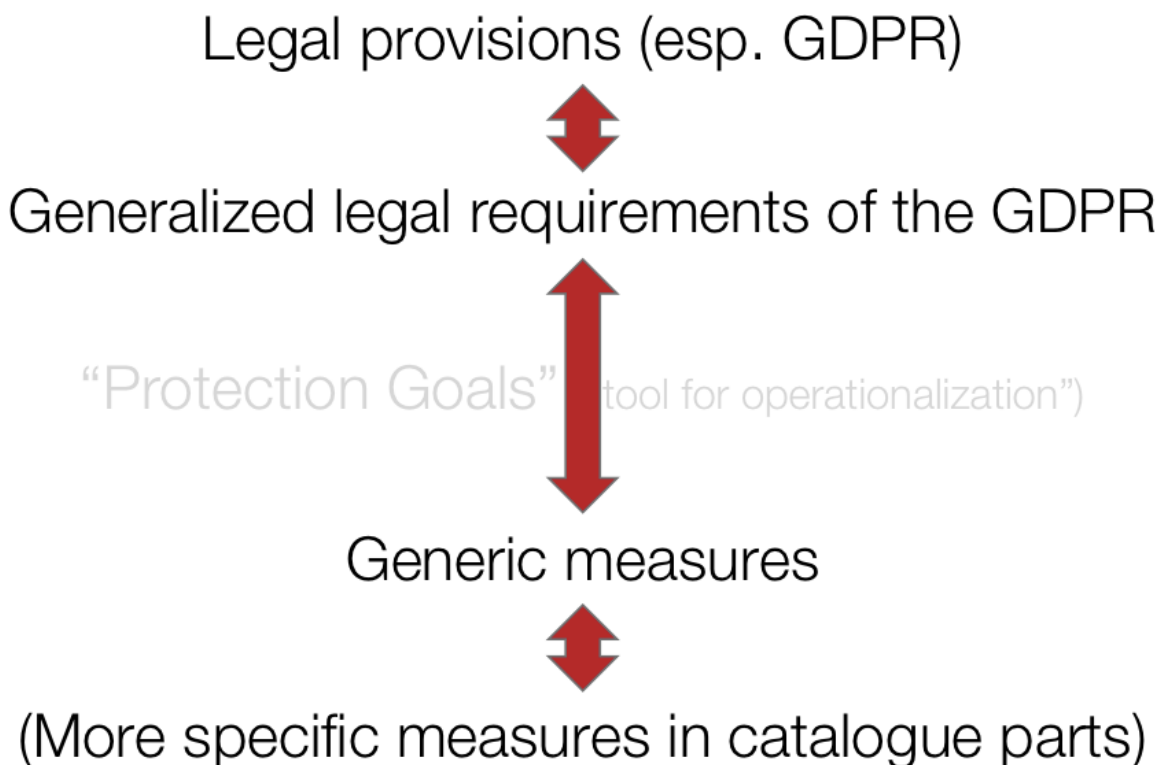 Legal provisions (esp. GDPR)
Generalized legal requirements of the GDPR
“Protection Goals” tool for operationalization”)
Generic measures
(More specific measures in catalogue parts)